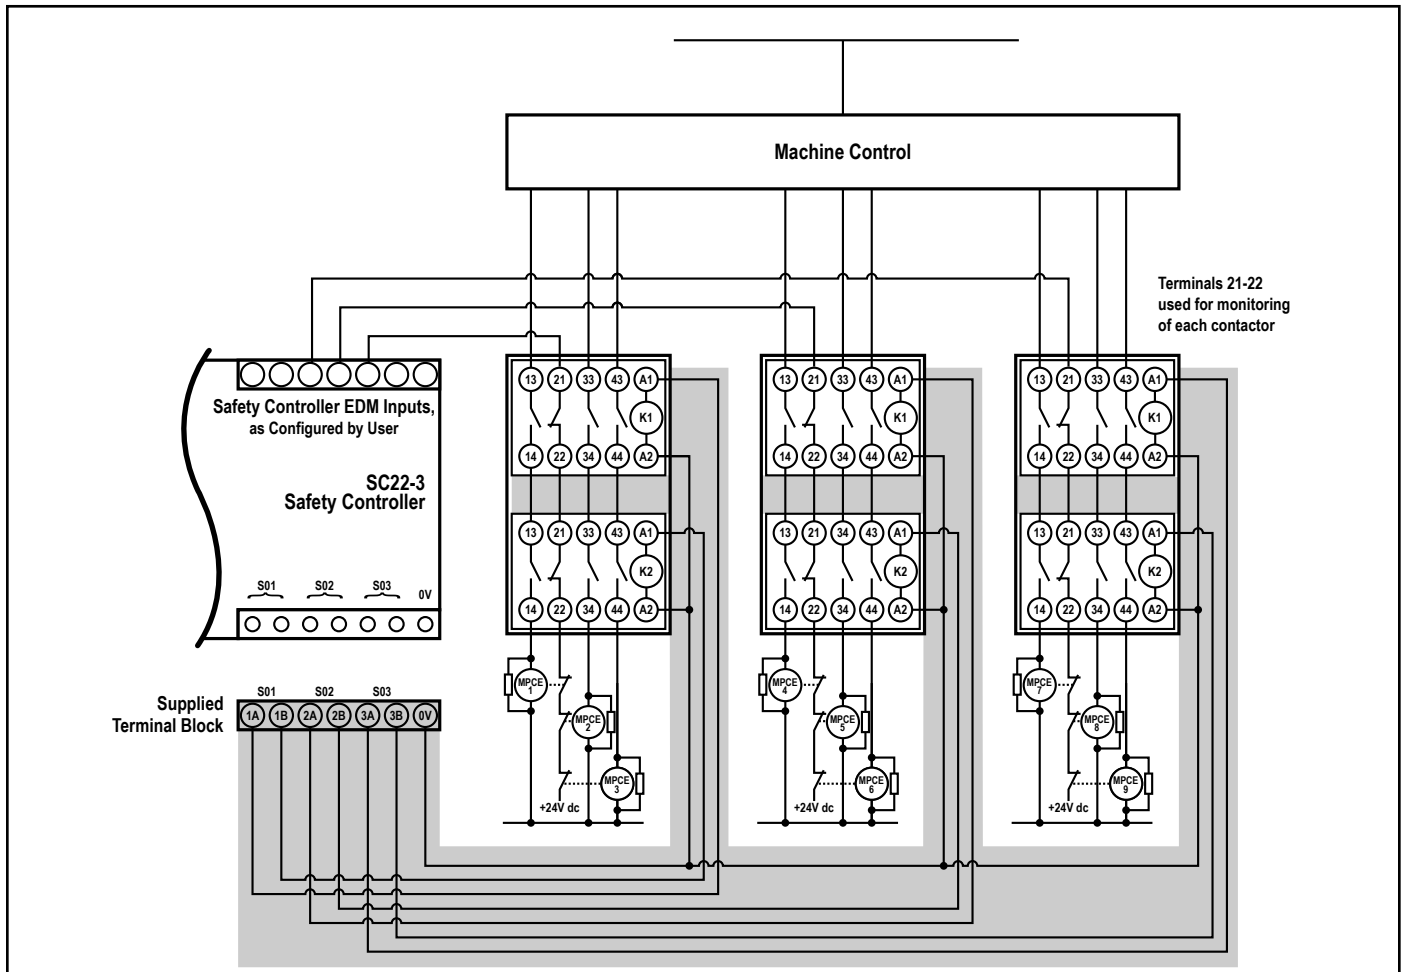 Machine Control
Terminals 21-22
used for monitoring
of each contactor
13 21 33 43 A1
13 21 33 43 A1
13 21 33 43 A1
Safety Controller EDM Inputs,
as Configured by User
K1
K1
K1
14 22 34 44 A2
14 22 34 44 A2
14 22 34 44 A2
SC22-3
Safety Controller
13 21 33 43 A1
13 21 34 43 A1
13 21 33 43 A1
K2
K2
K2
S01 S02 S03 0V
14 22 34 44 A2
14 22 34 44 A2
14 22 34 44 A2
MPCE
1
MPCE
4
MPCE
7
Supplied
Terminal Block
S01 S02 S03
1A 1B 2A 2B 3A 3B 0V
MPCE
2
MPCE
5
MPCE
8
MPCE
3
MPCE
6
MPCE
9
+24V dc
+24V dc
+24V dc